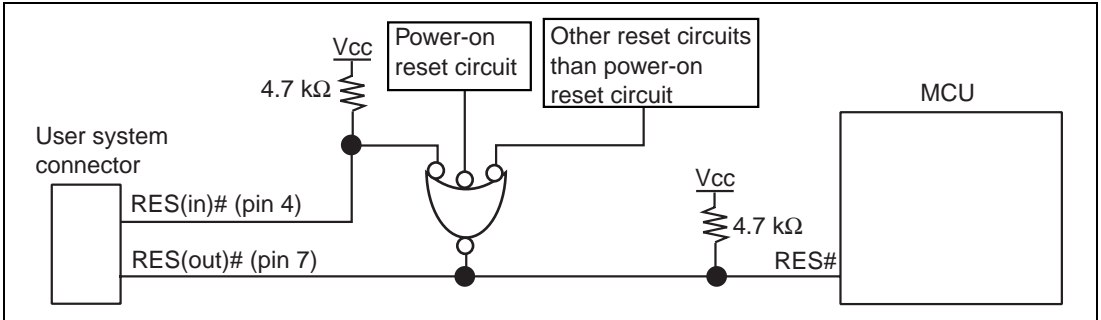 Vcc
4.7 kΩ
Power-on
reset circuit
Other reset circuits
than power-on
reset circuit
MCU
User system
connector
RES(in)# (pin 4)
RES(out)# (pin 7)
Vcc
4.7 kΩ
RES#